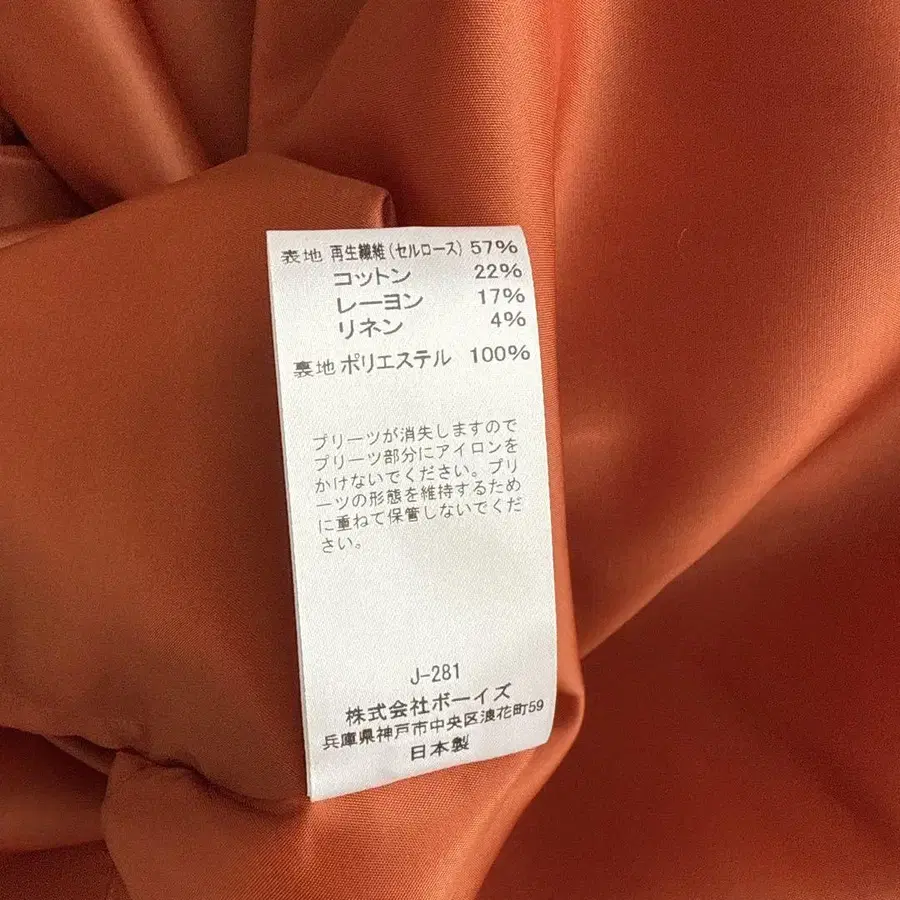 表地 再生繊維(セルロース) 57%
コットン 22%
レーヨン 17%
リネン 4%
裏地 ポリエステル 100%
プリーツが消失しますので
プリーツ部分にアイロンを
かけないでください。プリ
ーツの形態を維持するため
に重ねて保管しないでくだ
さい。
J-281
株式会社ボーイズ
兵庫県神戸市中央区浪花町59
日本製